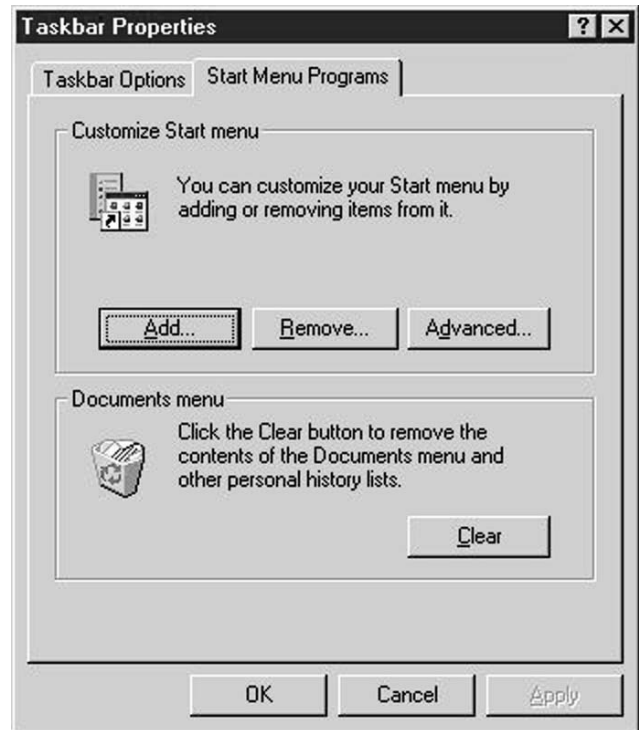 Taskbar Properties
? X
Taskbar Options Start Menu Programs
Customize Start menu
You can customize your Start menu by
adding or removing items from it.
Add... Remove... Advanced...
Documents menu
Click the Clear button to remove the
contents of the Documents menu and
other personal history lists.
Clear
OK Cancel Apply